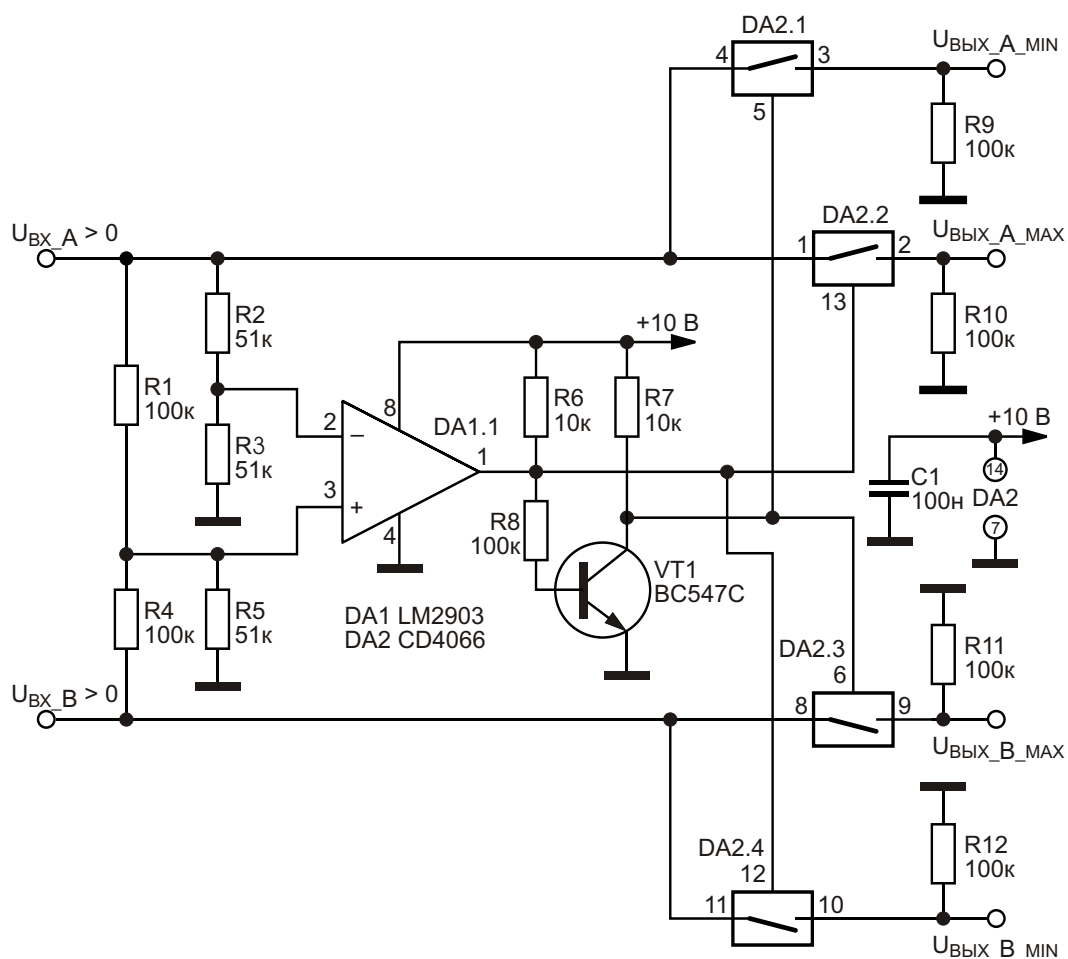 DA2.1
4
3
5
UВЫХ_A_MIN
R9
100к
UВХ_A > 0
DA2.2
1
2
13
UВЫХ_A_MAX
R10
100к
R2
51к
R1
100к
R3
51к
+10 В
R6
10к
R7
10к
DA1.1
8
2
−
3
+
4
1
R8
100к
VT1
BC547C
DA1 LM2903
DA2 CD4066
+10 В
C1
100н
14
DA2
7
R4
100к
R5
51к
UВХ_B > 0
DA2.3
6
8
9
R11
100к
UВЫХ_B_MAX
DA2.4
12
11
10
R12
100к
UВЫХ_B_MIN